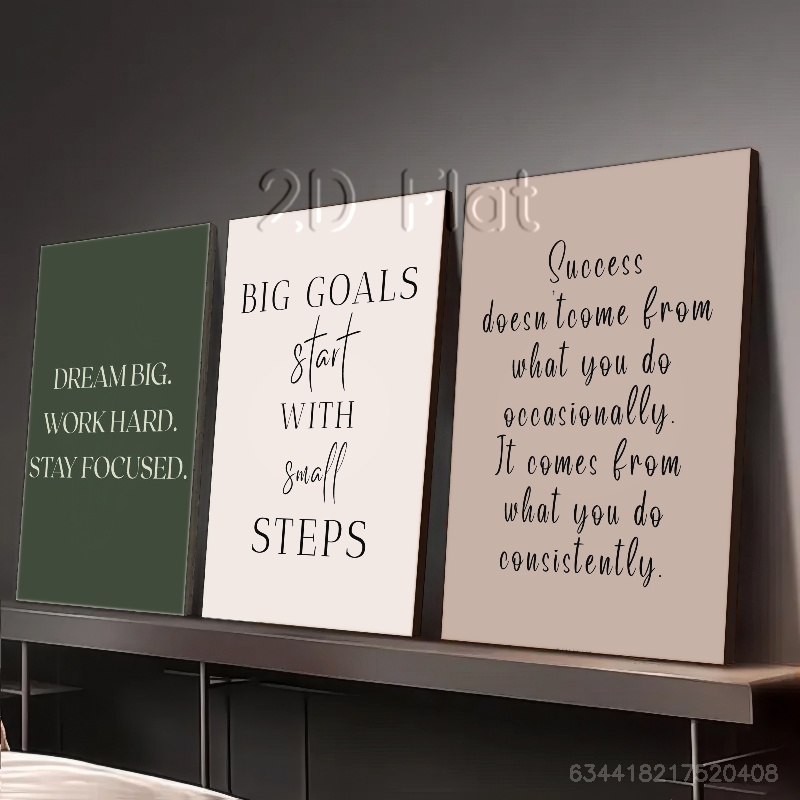 2D Flat
DREAM BIG.
WORK HARD.
STAY FOCUSED.
BIG GOALS
start
WITH
small
STEPS
Success
doesn'tcome from
what you do
occasionally.
It comes from
what you do
consistently.
634418217520408